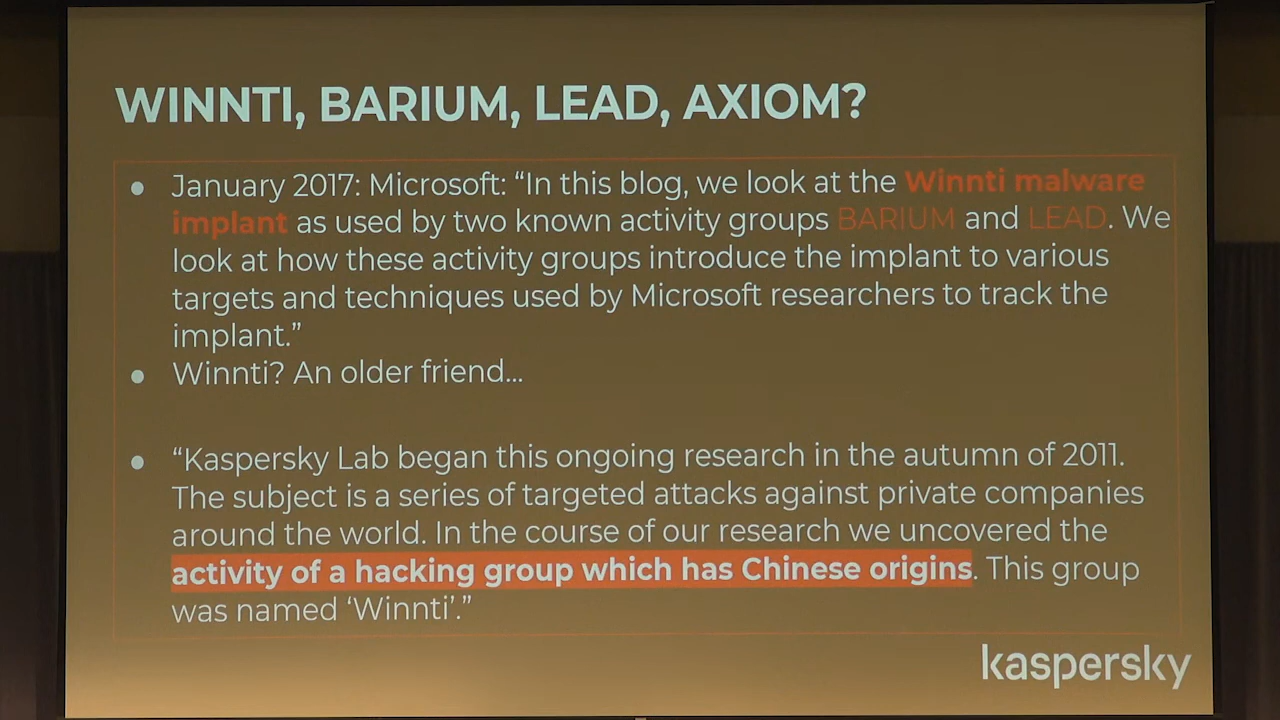 WINNTI, BARIUM, LEAD, AXIOM?
● January 2017: Microsoft: “In this blog, we look at the Winnti malware
implant as used by two known activity groups BARIUM and LEAD. We
look at how these activity groups introduce the implant to various
targets and techniques used by Microsoft researchers to track the
implant.”
● Winnti? An older friend...
● “Kaspersky Lab began this ongoing research in the autumn of 2011.
The subject is a series of targeted attacks against private companies
around the world. In the course of our research we uncovered the
activity of a hacking group which has Chinese origins. This group
was named ‘Winnti’.”
kaspersky